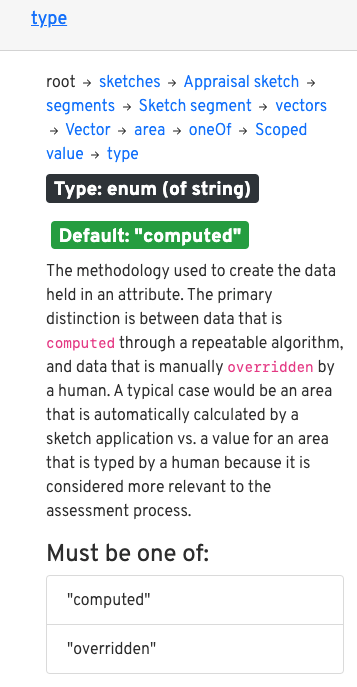 type
root → sketches → Appraisal sketch →
segments → Sketch segment → vectors
→ Vector → area → oneOf → Scoped
value → type
Type: enum (of string)
Default: "computed"
The methodology used to create the data
held in an attribute. The primary
distinction is between data that is
computed through a repeatable algorithm,
and data that is manually overridden by
a human. A typical case would be an area
that is automatically calculated by a
sketch application vs. a value for an area
that is typed by a human because it is
considered more relevant to the
assessment process.
Must be one of:
"computed"
"overridden"